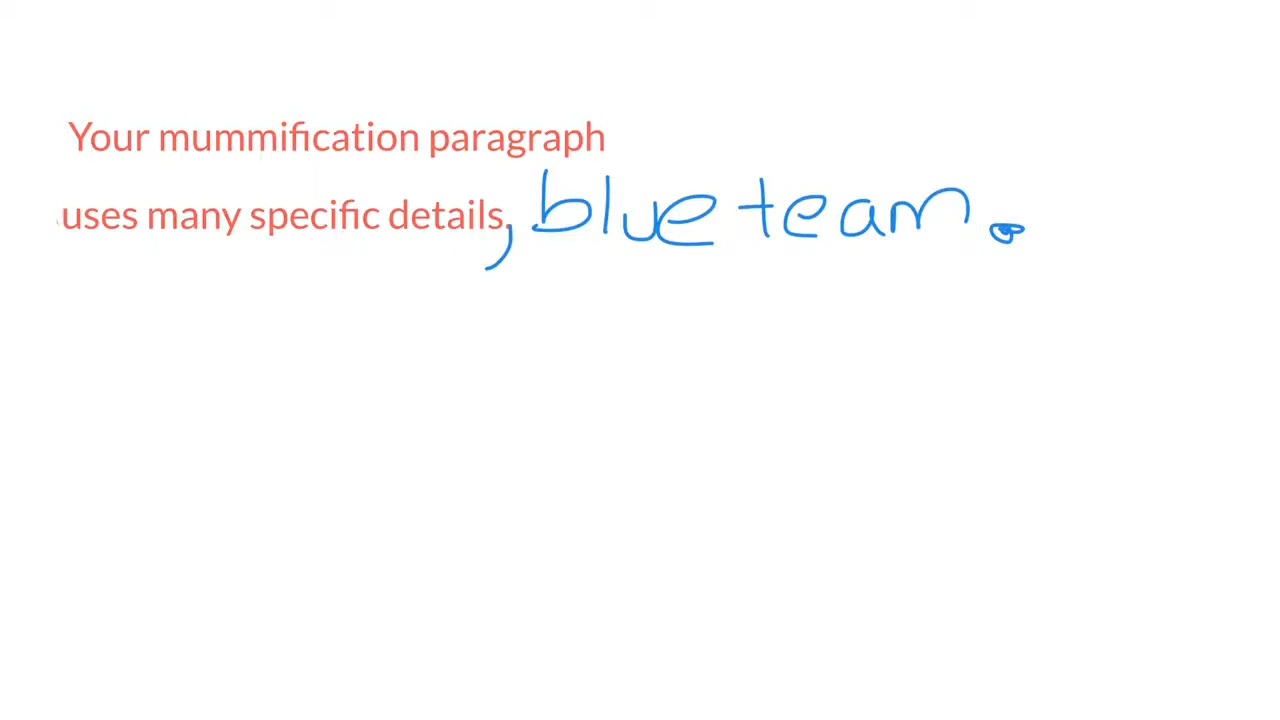 Your mummification paragraph
uses many specific details, blue team.